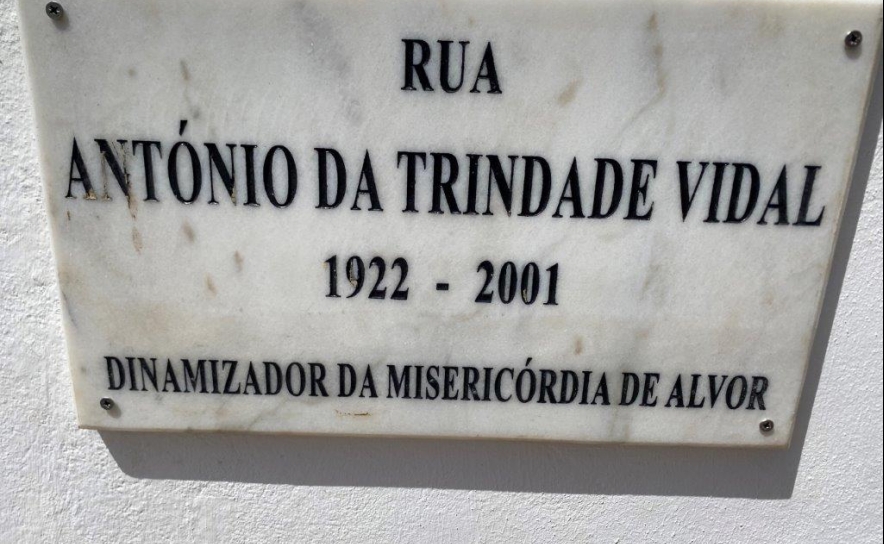 RUA
ANTÓNIO DA TRINDADE VIDAL
1922 - 2001
DINAMIZADOR DA MISERICÓRDIA DE ALVOR